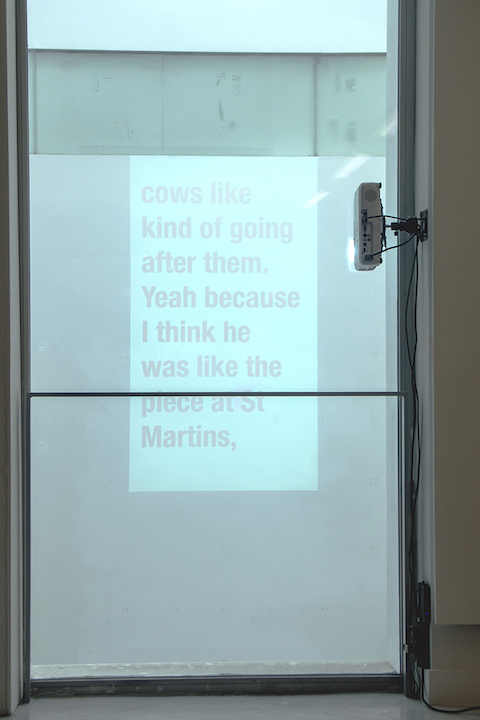 cows like
kind of going
after them.
Yeah because
I think he
was like the
piece at St
Martins,